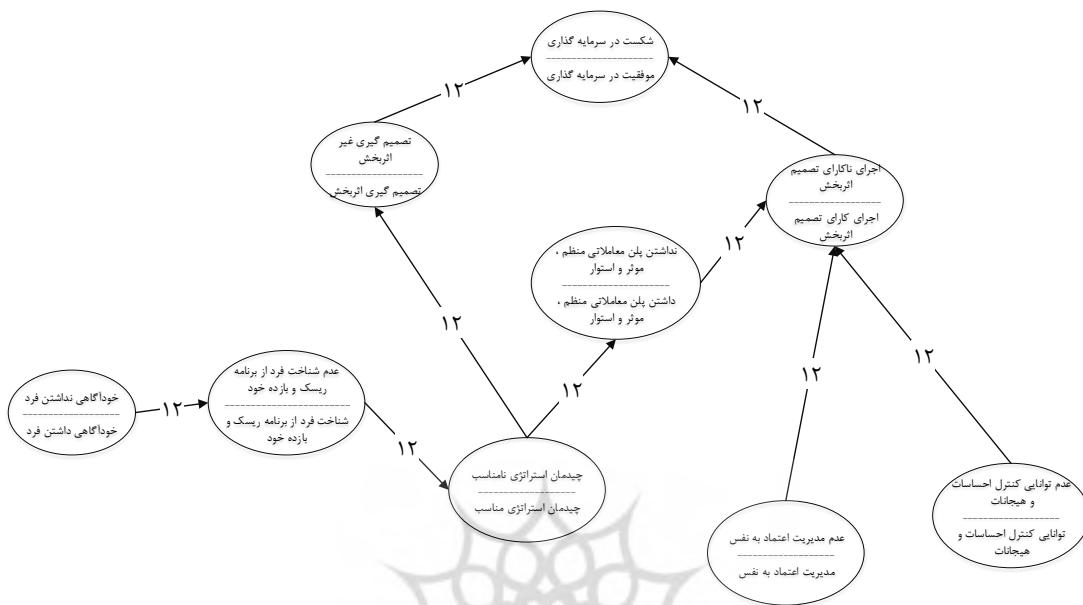 شکست در سرمایه گذاری
---------------------
موفقیت در سرمایه گذاری
۱۲
۱۲
تصمیم گیری غیر
اثربخش
-------------------
تصمیم گیری اثربخش
اجرای ناکارای تصمیم
اثربخش
------------------
اجرای کارای تصمیم
اثربخش
۱۲
نداشتن پلن معاملاتی منظم ،
موثر و استوار
---------------------
داشتن پلن معاملاتی منظم ،
موثر و استوار
۱۲
۱۲
۱۲
۱۲
عدم شناخت فرد از برنامه
ریسک و بازده خود
-------------------------
شناخت فرد از برنامه ریسک و
بازده خود
خودآگاهی نداشتن فرد
-------------------
خودآگاهی داشتن فرد
۱۲
۱۲
چیدمان استراتژی نامناسب
-------------------
چیدمان استراتژی مناسب
عدم توانایی کنترل احساسات
و هیجانات
-------------------
توانایی کنترل احساسات و
هیجانات
عدم مدیریت اعتماد به نفس
-------------------
مدیریت اعتماد به نفس